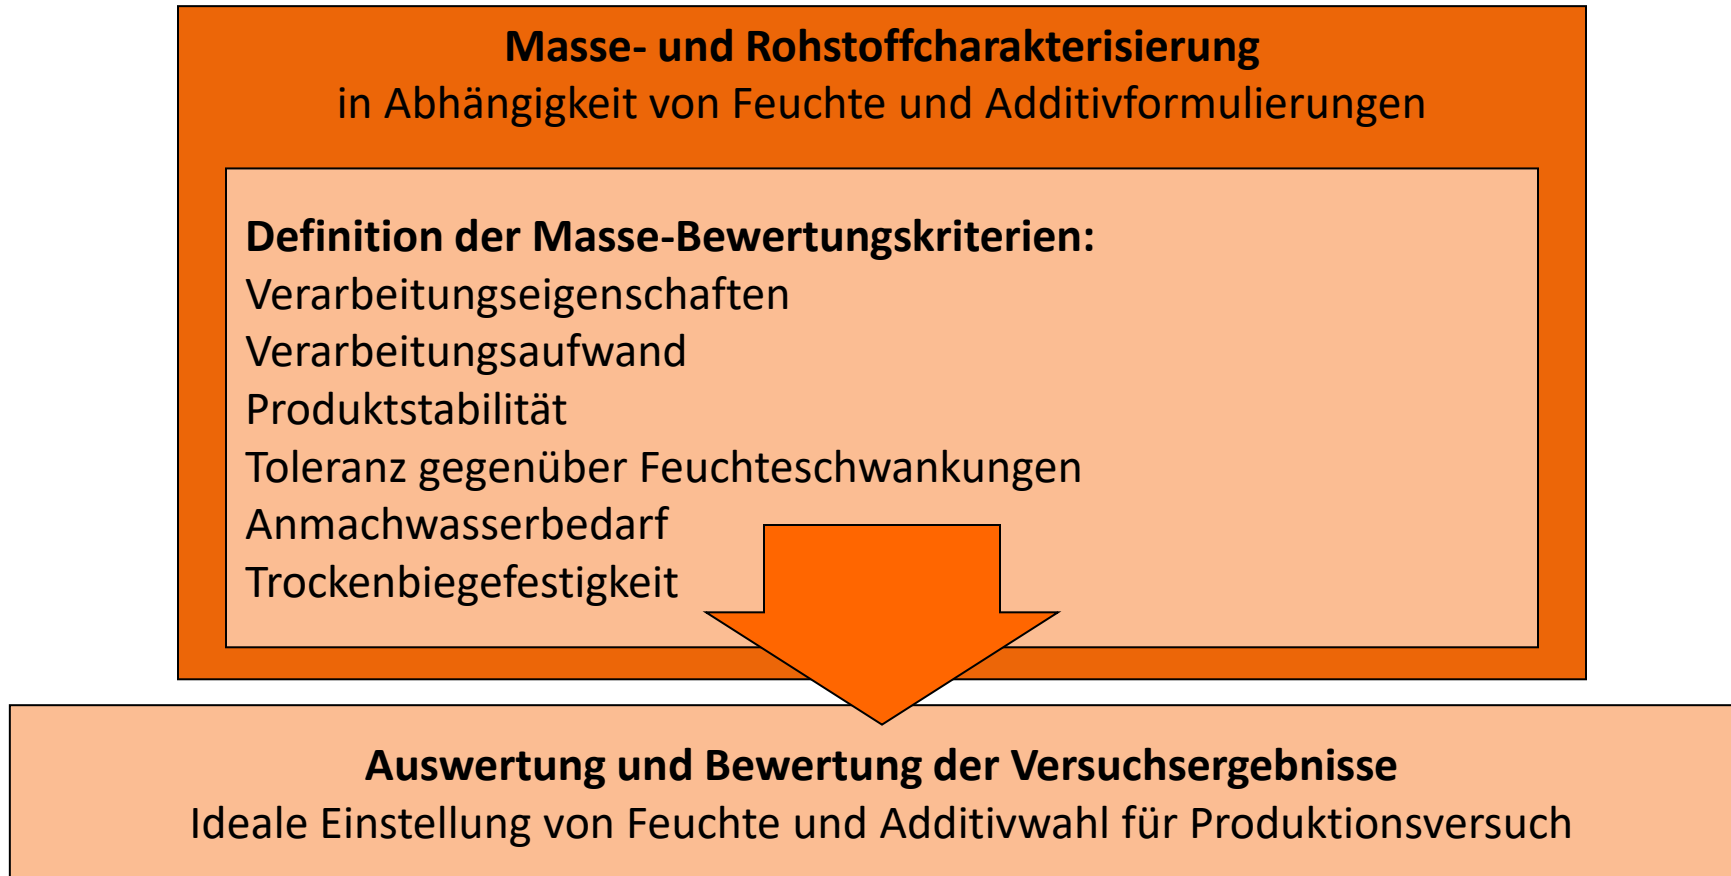 Masse- und Rohstoffcharakterisierung
in Abhängigkeit von Feuchte und Additivformulierungen
Definition der Masse-Bewertungskriterien:
Verarbeitungseigenschaften
Verarbeitungsaufwand
Produktstabilität
Toleranz gegenüber Feuchteschwankungen
Anmachwasserbedarf
Trockenbiegefestigkeit
Auswertung und Bewertung der Versuchsergebnisse
Ideale Einstellung von Feuchte und Additivwahl für Produktionsversuch